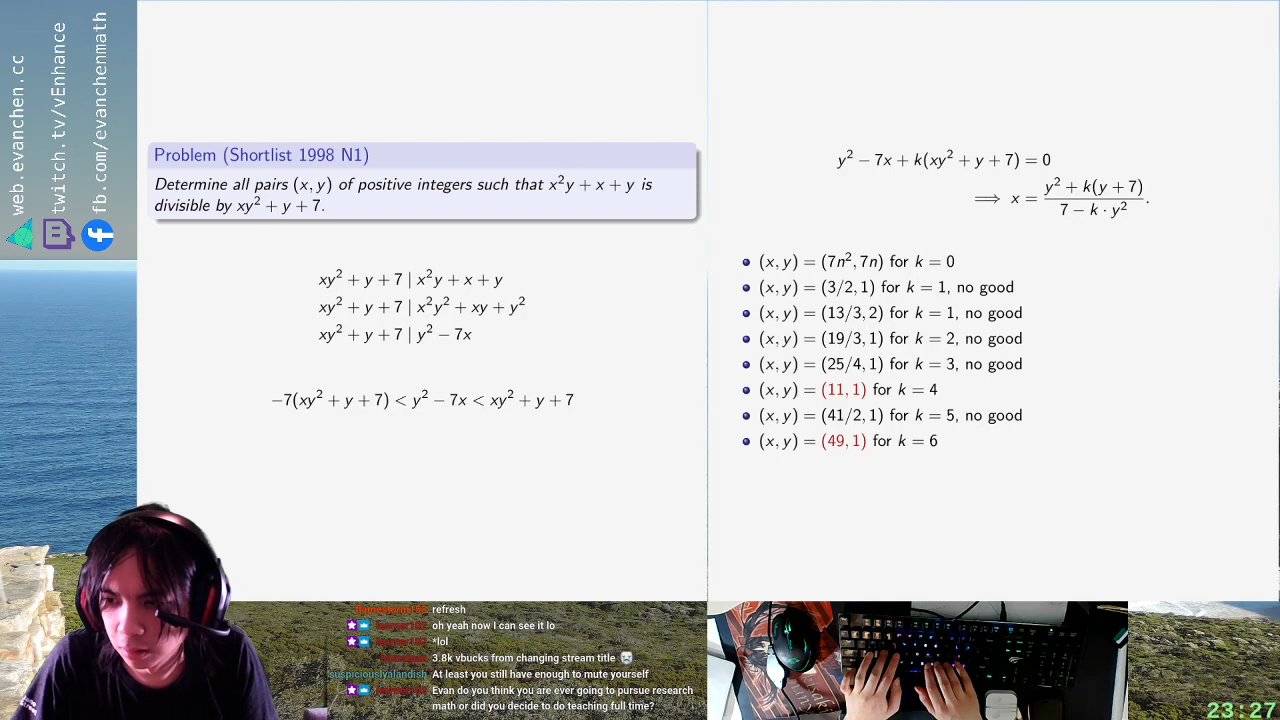 web.evanchen.cc
twitch.tv/vEnhance
fb.com/evanchenmath
Problem (Shortlist 1998 N1)
Determine all pairs (x, y) of positive integers such that x²y + x + y is
divisible by xy² + y + 7.
xy² + y + 7 | x²y + x + y
xy² + y + 7 | x²y² + xy + y²
xy² + y + 7 | y² − 7x
−7(xy² + y + 7) < y² − 7x < xy² + y + 7
y² − 7x + k(xy² + y + 7) = 0
⟹ x = (y² + k(y + 7)) / (7 − k · y²).
(x, y) = (7n², 7n) for k = 0
(x, y) = (3/2, 1) for k = 1, no good
(x, y) = (13/3, 2) for k = 1, no good
(x, y) = (19/3, 1) for k = 2, no good
(x, y) = (25/4, 1) for k = 3, no good
(x, y) = (11, 1) for k = 4
(x, y) = (41/2, 1) for k = 5, no good
(x, y) = (49, 1) for k = 6
refresh
oh yeah now I can see it lo
*lol
3.8k vbucks from changing stream title
suspiciouslyalandish At least you still have enough to mute yourself
Evan do you think you are ever going to pursue research
math or did you decide to do teaching full time?
23:27